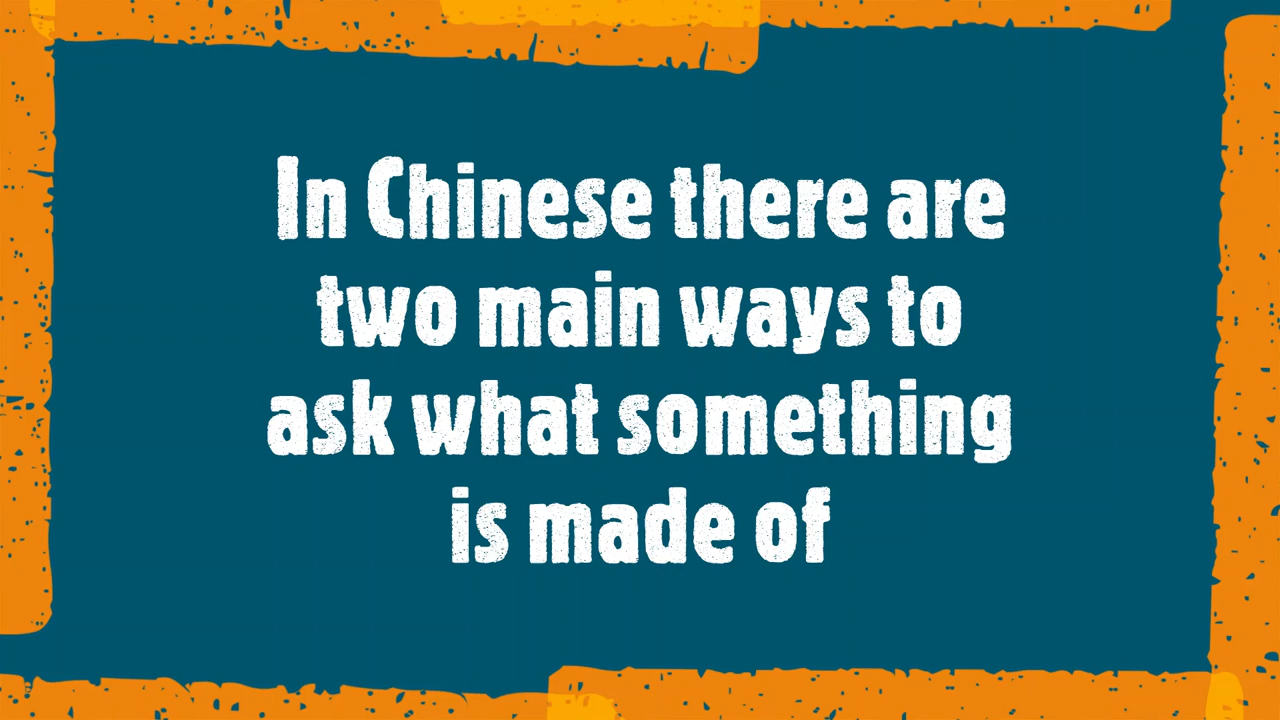 In Chinese there are
two main ways to
ask what something
is made of